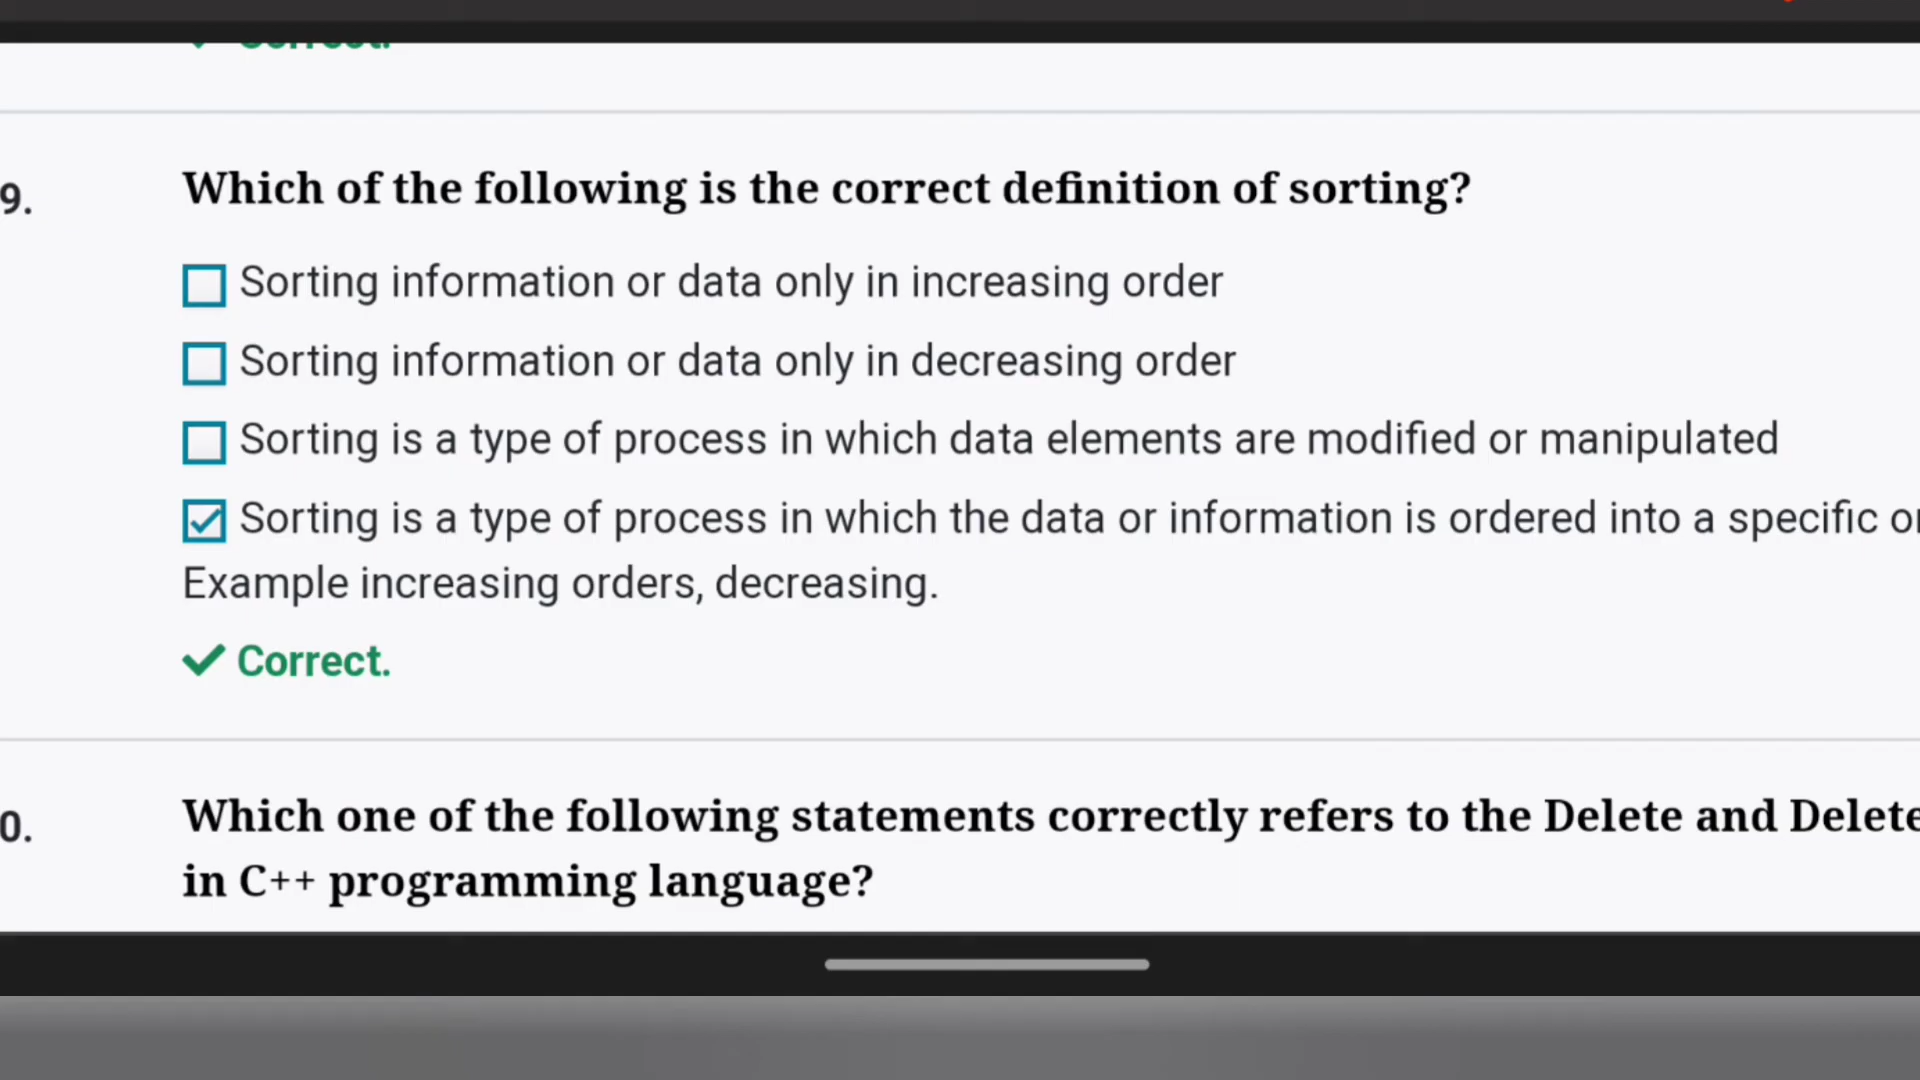 Correct.
9.
Which of the following is the correct definition of sorting?
Sorting information or data only in increasing order
Sorting information or data only in decreasing order
Sorting is a type of process in which data elements are modified or manipulated
Sorting is a type of process in which the data or information is ordered into a specific
Example increasing orders, decreasing.
Correct.
0.
Which one of the following statements correctly refers to the Delete and Delete
in C++ programming language?